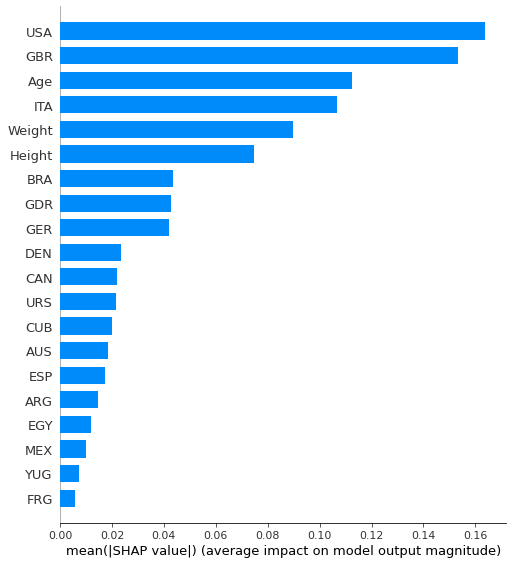 USA
GBR
Age
ITA
Weight
Height
BRA
GDR
GER
DEN
CAN
URS
CUB
AUS
ESP
ARG
EGY
MEX
YUG
FRG
0.00 0.02 0.04 0.06 0.08 0.10 0.12 0.14 0.16
mean(|SHAP value|) (average impact on model output magnitude)